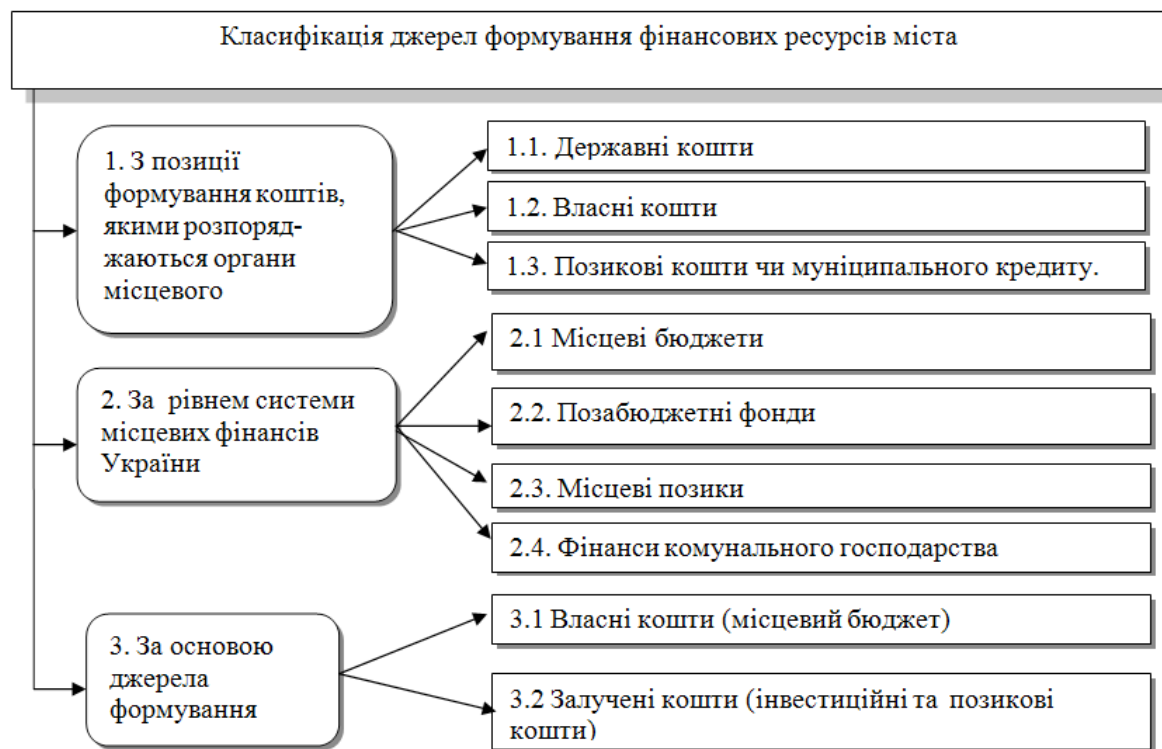 Класифікація джерел формування фінансових ресурсів міста
1. З позиції
формування коштів,
якими розпоряд-
жаються органи
місцевого
1.1. Державні кошти
1.2. Власні кошти
1.3. Позикові кошти чи муніципального кредиту.
2. За рівнем системи
місцевих фінансів
України
2.1 Місцеві бюджети
2.2. Позабюджетні фонди
2.3. Місцеві позики
2.4. Фінанси комунального господарства
3. За основою
джерела
формування
3.1 Власні кошти (місцевий бюджет)
3.2 Залучені кошти (інвестиційні та позикові
кошти)